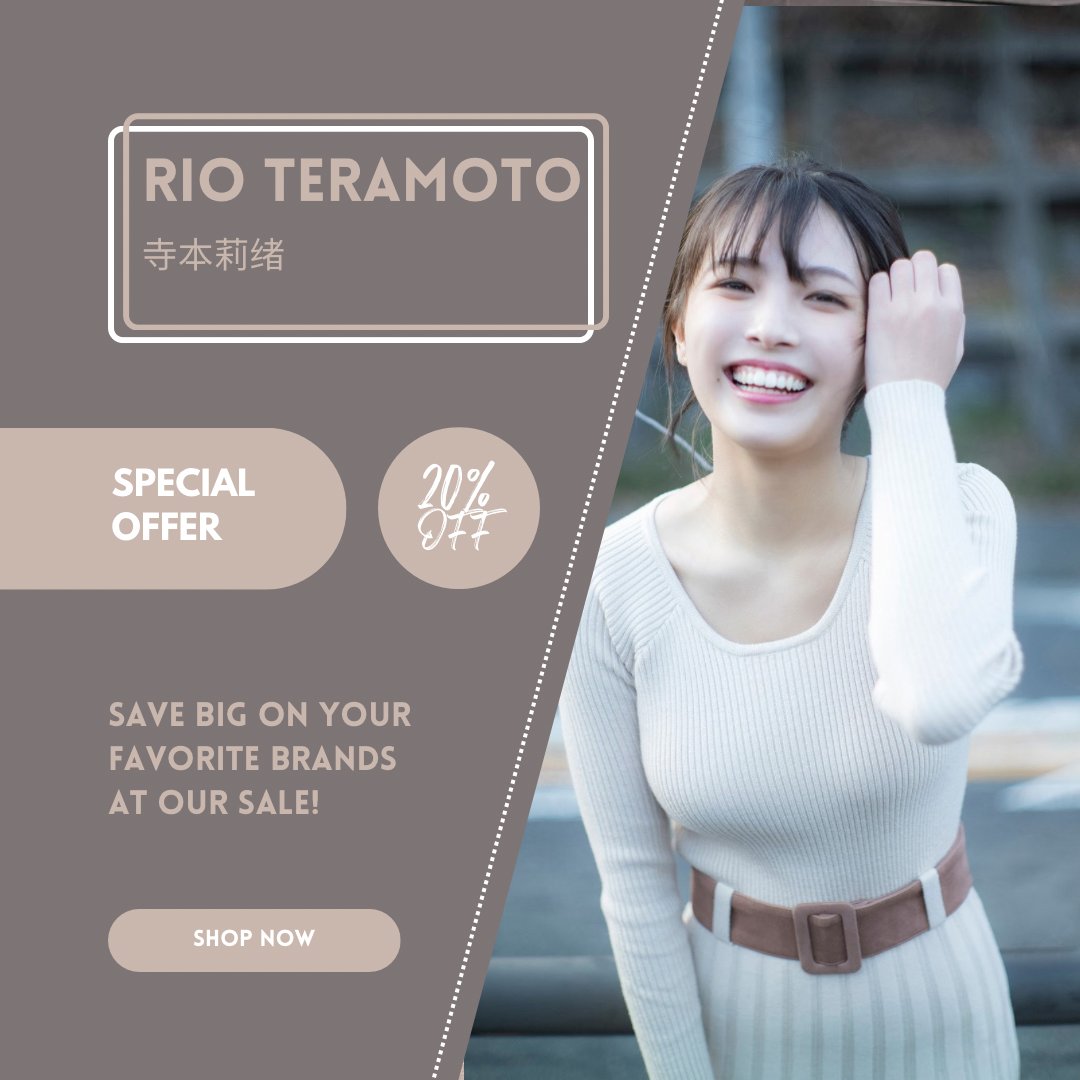 RIO TERAMOTO
寺本莉绪
SPECIAL
OFFER
20%
OFF
SAVE BIG ON YOUR
FAVORITE BRANDS
AT OUR SALE!
SHOP NOW